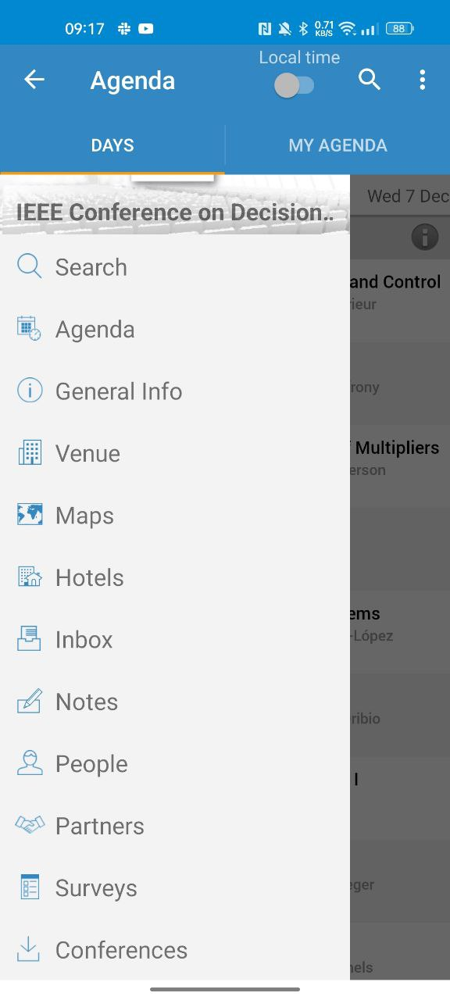 09:17
0.71
KB/S
88
Local time
Agenda
DAYS
MY AGENDA
Wed 7 Dec
IEEE Conference on Decision..
Search
and Control
rieur
Agenda
General Info
rony
Venue
Multipliers
erson
Maps
Hotels
ems
-López
Inbox
Notes
ribio
People
I
Partners
Surveys
eger
Conferences
nels